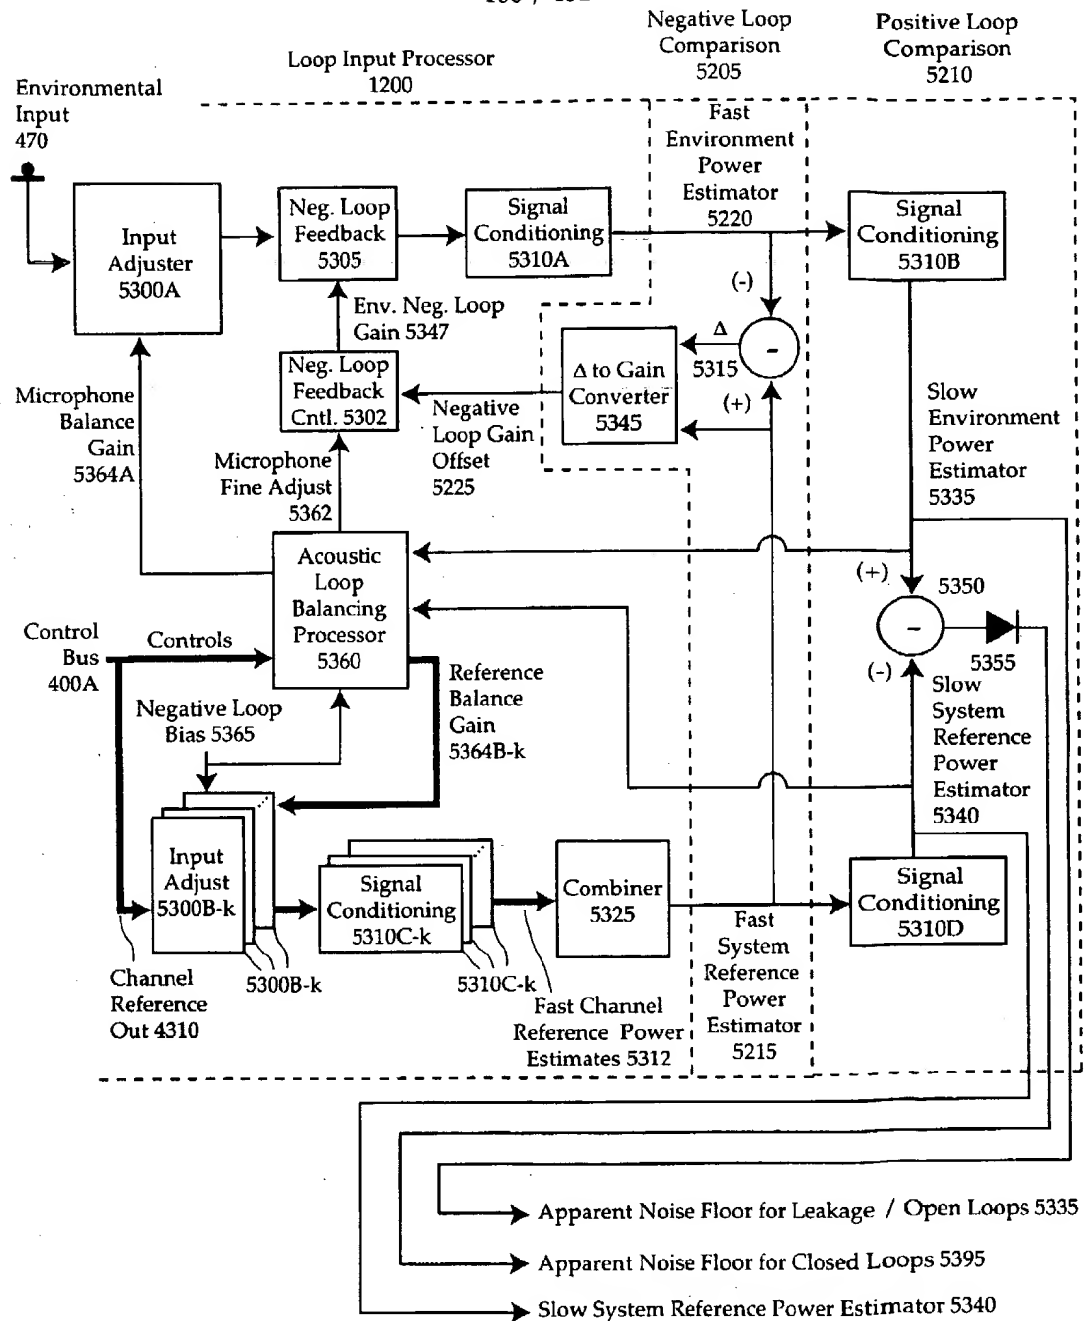 Negative Loop
Comparison
5205
Positive Loop
Comparison
5210
Loop Input Processor
1200
Environmental
Input
470
Fast
Environment
Power
Estimator
5220
Input
Adjuster
5300A
Neg. Loop
Feedback
5305
Signal
Conditioning
5310A
Signal
Conditioning
5310B
(-)
Env. Neg. Loop
Gain 5347
Δ
5315
-
Δ to Gain
Converter
5345
(+)
Neg. Loop
Feedback
Cntl. 5302
Negative
Loop Gain
Offset
5225
Microphone
Balance
Gain
5364A
Microphone
Fine Adjust
5362
Slow
Environment
Power
Estimator
5335
Acoustic
Loop
Balancing
Processor
5360
(+)
5350
-
5355
(-)
Control
Bus
400A
Controls
Reference
Balance
Gain
5364B-k
Negative Loop
Bias 5365
Slow
System
Reference
Power
Estimator
5340
Input
Adjust
5300B-k
Signal
Conditioning
5310C-k
Combiner
5325
Signal
Conditioning
5310D
5300B-k
5310C-k
Channel
Reference
Out 4310
Fast Channel
Reference Power
Estimates 5312
Fast
System
Reference
Power
Estimator
5215
Apparent Noise Floor for Leakage / Open Loops 5335
Apparent Noise Floor for Closed Loops 5395
Slow System Reference Power Estimator 5340